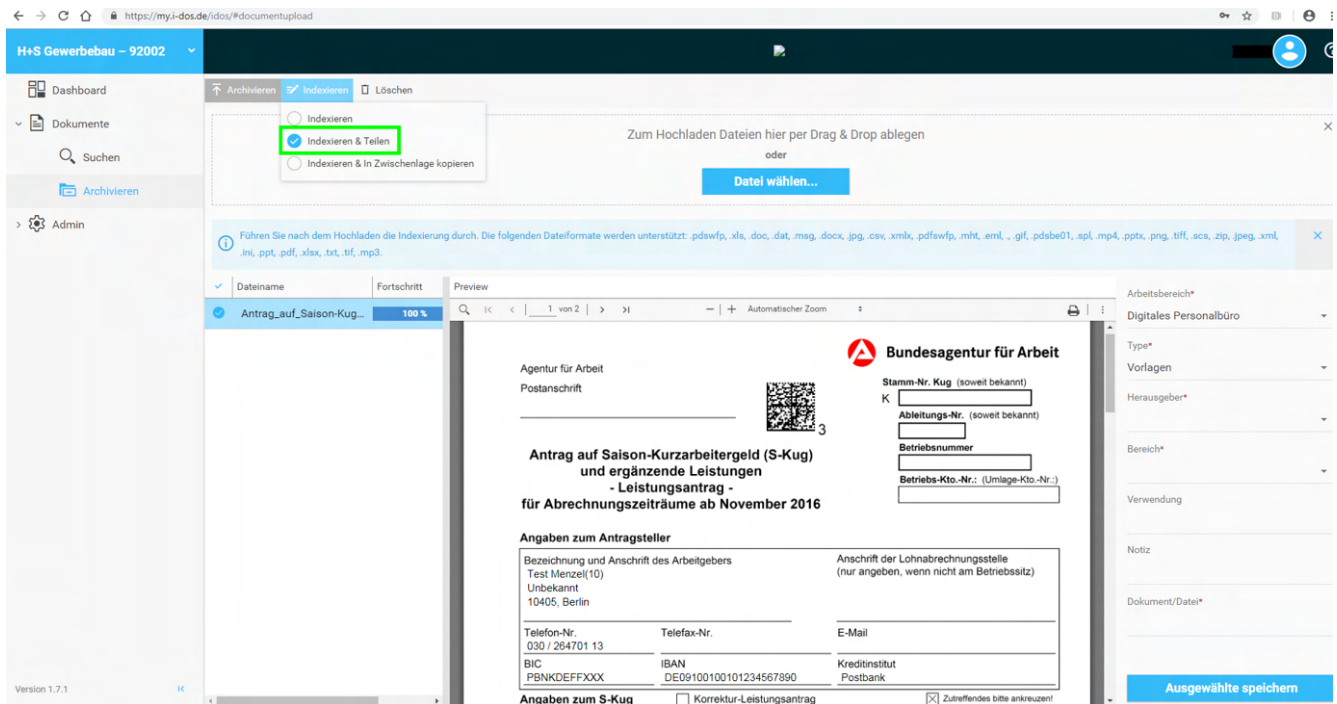 https://my.i-dos.de/idos/#documentupload
H+S Gewerbebau – 92002
Dashboard
Dokumente
Suchen
Archivieren
Admin
Version 1.7.1
Archivieren Indexieren Löschen
Indexieren
Indexieren & Teilen
Indexieren & In Zwischenlage kopieren
Zum Hochladen Dateien hier per Drag & Drop ablegen
oder
Datei wählen...
Führen Sie nach dem Hochladen die Indexierung durch. Die folgenden Dateiformate werden unterstützt: .pdswfp, .xls, .doc, .dat, .msg, .docx, .jpg, .csv, .xmlx, .pdfswfp, .mht, .eml, ., .gif, .pdsbe01, .spl, .mp4, .pptx, .png, .tiff, .scs, .zip, .jpeg, .xml,
.ini, .ppt, .pdf, .xlsx, .txt, .tif, .mp3.
Dateiname Fortschritt
Antrag_auf_Saison-Kug... 100 %
Preview
1 von 2 Automatischer Zoom
Bundesagentur für Arbeit
Agentur für Arbeit
Postanschrift
3
Stamm-Nr. Kug (soweit bekannt)
K
Ableitungs-Nr. (soweit bekannt)
Betriebsnummer
Betriebs-Kto.-Nr.: (Umlage-Kto.-Nr.:)
Antrag auf Saison-Kurzarbeitergeld (S-Kug)
und ergänzende Leistungen
- Leistungsantrag -
für Abrechnungszeiträume ab November 2016
Angaben zum Antragsteller
Bezeichnung und Anschrift des Arbeitgebers
Test Menzel(10)
Unbekannt
10405, Berlin
Anschrift der Lohnabrechnungsstelle
(nur angeben, wenn nicht am Betriebssitz)
Telefon-Nr. Telefax-Nr. E-Mail
030 / 264701 13
BIC IBAN Kreditinstitut
PBNKDEFFXXX DE09100100101234567890 Postbank
Angaben zum S-Kug Korrektur-Leistungsantrag Zutreffendes bitte ankreuzen!
Arbeitsbereich*
Digitales Personalbüro
Type*
Vorlagen
Herausgeber*
Bereich*
Verwendung
Notiz
Dokument/Datei*
Ausgewählte speichern